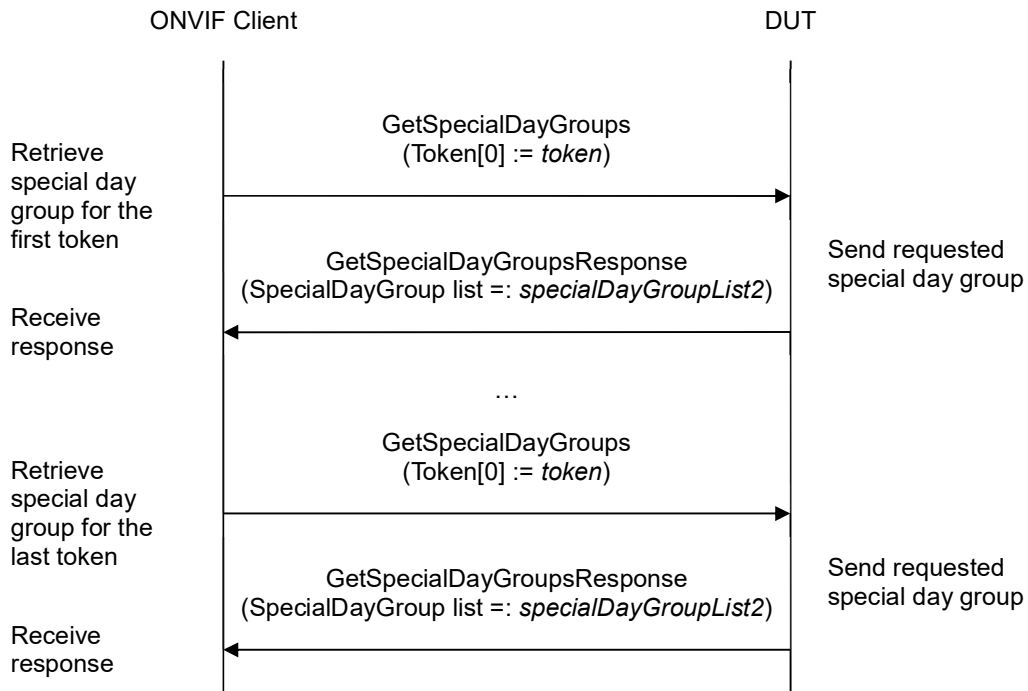 ONVIF Client
DUT
GetSpecialDayGroups
(Token[0] := token)
Retrieve
special day
group for the
first token
GetSpecialDayGroupsResponse
(SpecialDayGroup list =: specialDayGroupList2)
Send requested
special day group
Receive
response
…
GetSpecialDayGroups
(Token[0] := token)
Retrieve
special day
group for the
last token
GetSpecialDayGroupsResponse
(SpecialDayGroup list =: specialDayGroupList2)
Send requested
special day group
Receive
response